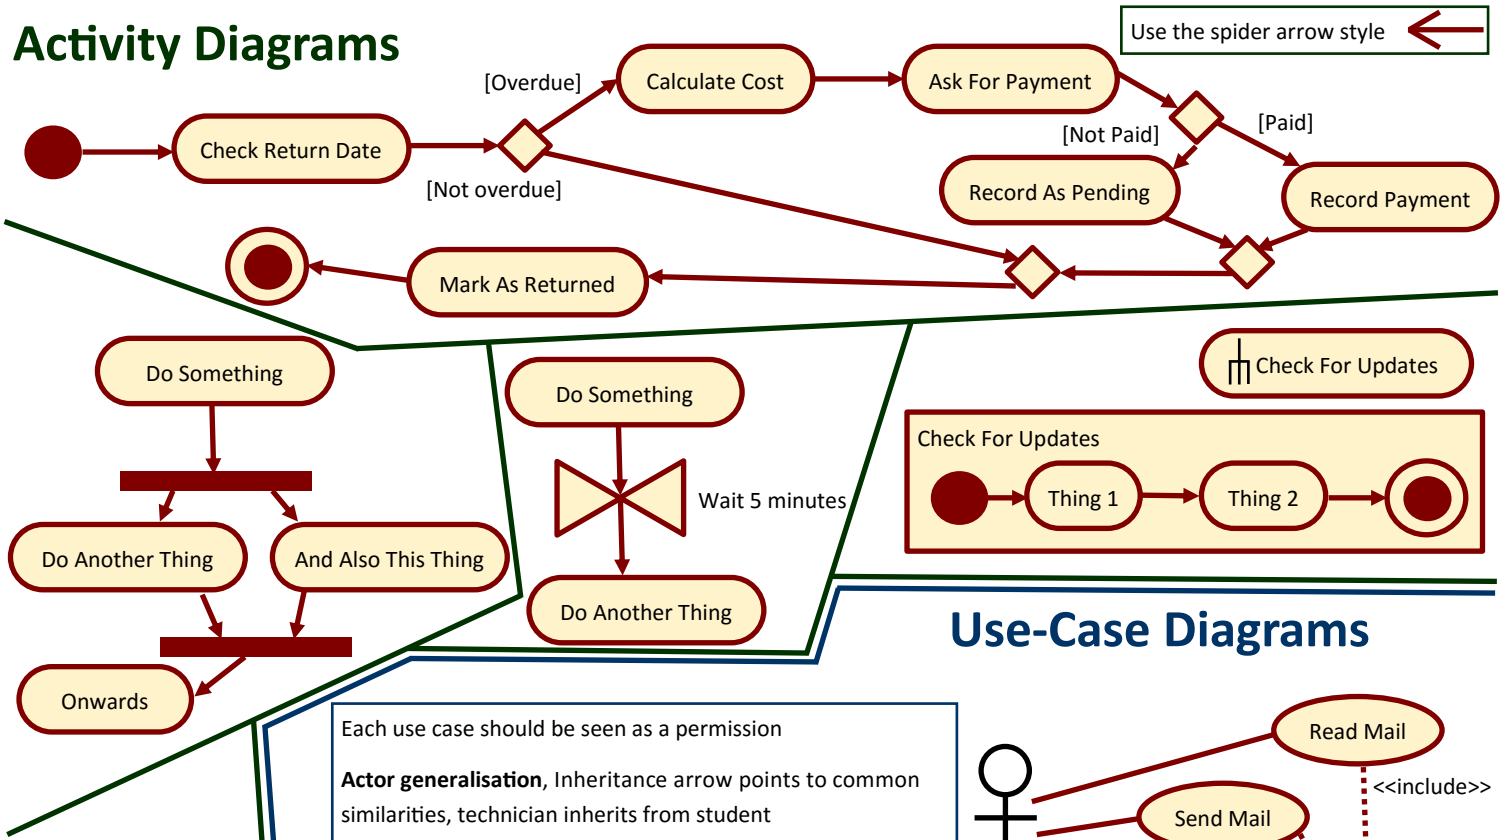 Activity Diagrams
Use the spider arrow style
[Overdue]
Calculate Cost
Ask For Payment
[Not Paid]
[Paid]
Check Return Date
[Not overdue]
Record As Pending
Record Payment
Mark As Returned
Do Something
Do Another Thing
And Also This Thing
Onwards
Do Something
Wait 5 minutes
Do Another Thing
Check For Updates
Check For Updates
Thing 1
Thing 2
Use-Case Diagrams
Each use case should be seen as a permission
Actor generalisation, Inheritance arrow points to common
similarities, technician inherits from student
Read Mail
<<include>>
Send Mail